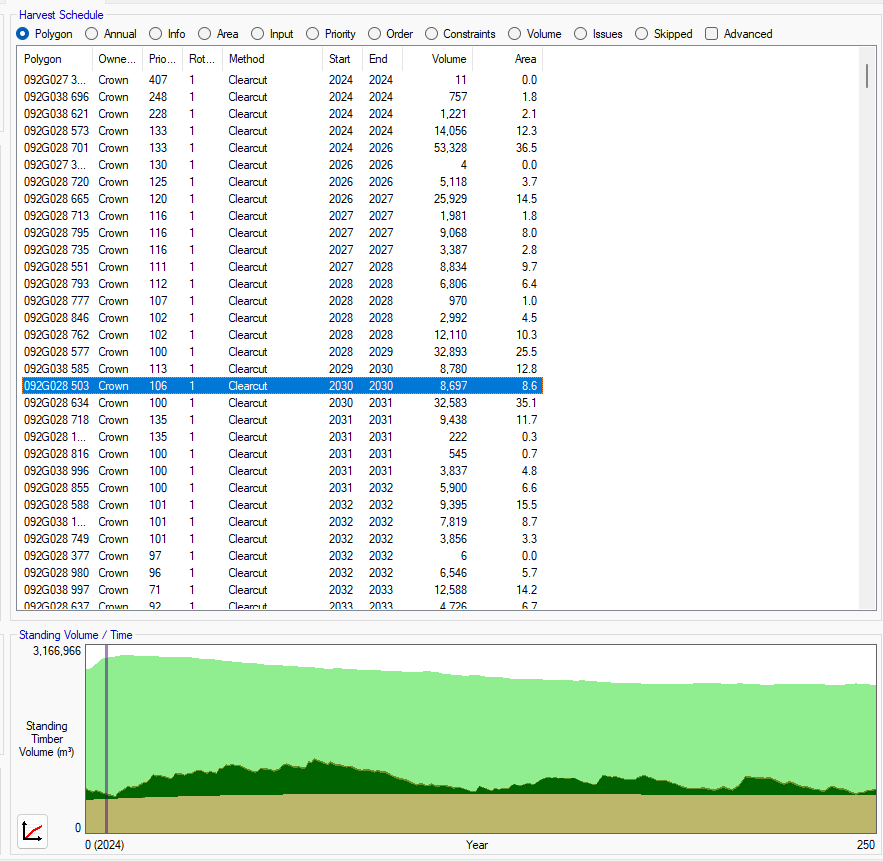 Harvest Schedule
Polygon Annual Info Area Input Priority Order Constraints Volume Issues Skipped Advanced
Polygon Owne... Prio... Rot... Method Start End Volume Area
092G027 3... Crown 407 1 Clearcut 2024 2024 11 0.0
092G038 696 Crown 248 1 Clearcut 2024 2024 757 1.8
092G038 621 Crown 228 1 Clearcut 2024 2024 1,221 2.1
092G028 573 Crown 133 1 Clearcut 2024 2024 14,056 12.3
092G028 701 Crown 133 1 Clearcut 2024 2026 53,328 36.5
092G027 3... Crown 130 1 Clearcut 2026 2026 4 0.0
092G028 720 Crown 125 1 Clearcut 2026 2026 5,118 3.7
092G028 665 Crown 120 1 Clearcut 2026 2027 25,929 14.5
092G028 713 Crown 116 1 Clearcut 2027 2027 1,981 1.8
092G028 795 Crown 116 1 Clearcut 2027 2027 9,068 8.0
092G028 735 Crown 116 1 Clearcut 2027 2027 3,387 2.8
092G028 551 Crown 111 1 Clearcut 2027 2028 8,834 9.7
092G028 793 Crown 112 1 Clearcut 2028 2028 6,806 6.4
092G028 777 Crown 107 1 Clearcut 2028 2028 970 1.0
092G028 846 Crown 102 1 Clearcut 2028 2028 2,992 4.5
092G028 762 Crown 102 1 Clearcut 2028 2028 12,110 10.3
092G028 577 Crown 100 1 Clearcut 2028 2029 32,893 25.5
092G038 585 Crown 113 1 Clearcut 2029 2030 8,780 12.8
092G028 503 Crown 106 1 Clearcut 2030 2030 8,697 8.6
092G028 634 Crown 100 1 Clearcut 2030 2031 32,583 35.1
092G028 718 Crown 135 1 Clearcut 2031 2031 9,438 11.7
092G028 1... Crown 135 1 Clearcut 2031 2031 222 0.3
092G028 816 Crown 100 1 Clearcut 2031 2031 545 0.7
092G038 996 Crown 100 1 Clearcut 2031 2031 3,837 4.8
092G028 855 Crown 100 1 Clearcut 2031 2032 5,900 6.6
092G028 588 Crown 101 1 Clearcut 2032 2032 9,395 15.5
092G038 1... Crown 101 1 Clearcut 2032 2032 7,819 8.7
092G028 749 Crown 101 1 Clearcut 2032 2032 3,856 3.3
092G028 377 Crown 97 1 Clearcut 2032 2032 6 0.0
092G028 980 Crown 96 1 Clearcut 2032 2032 6,546 5.7
092G038 997 Crown 71 1 Clearcut 2032 2033 12,588 14.2
092G028 637 Crown 92 1 Clearcut 2033 2033 4,726 6.7
Standing Volume / Time
3,166,966
Standing
Timber
Volume (m³)
0
0 (2024) Year 250